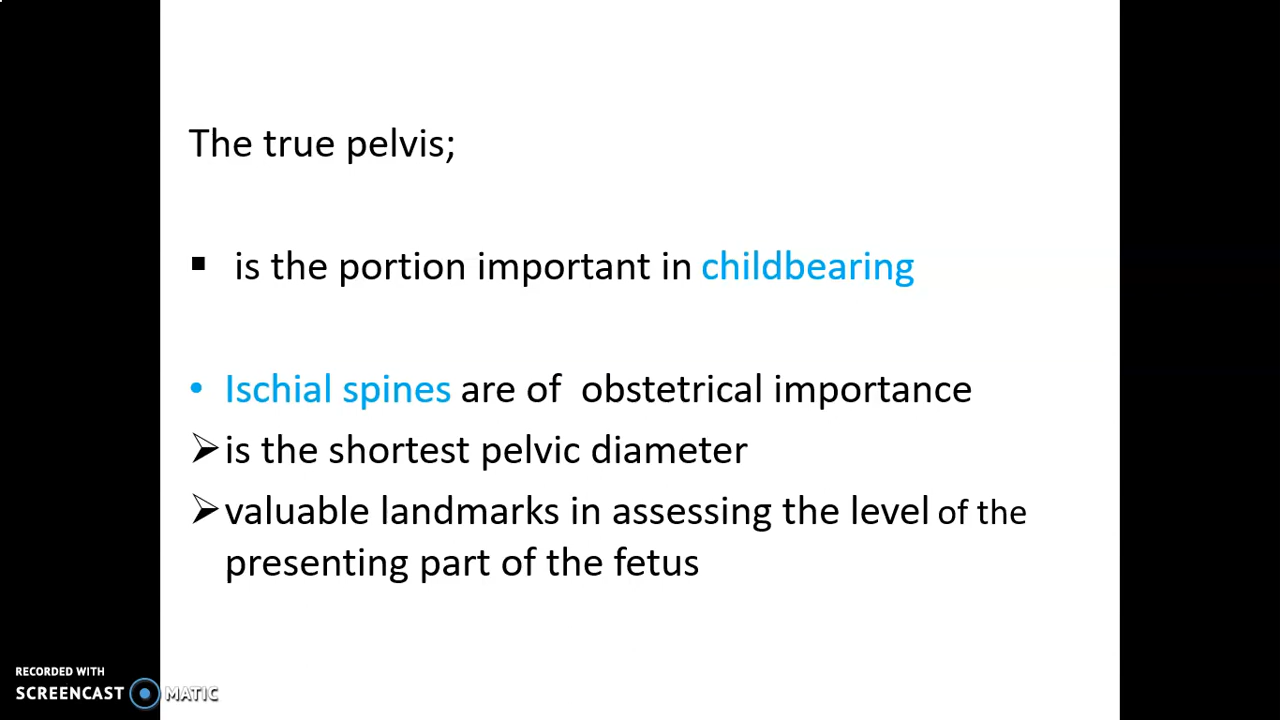 The true pelvis;
▪ is the portion important in childbearing
• Ischial spines are of obstetrical importance
➢ is the shortest pelvic diameter
➢ valuable landmarks in assessing the level of the
presenting part of the fetus
RECORDED WITH
SCREENCAST MATIC